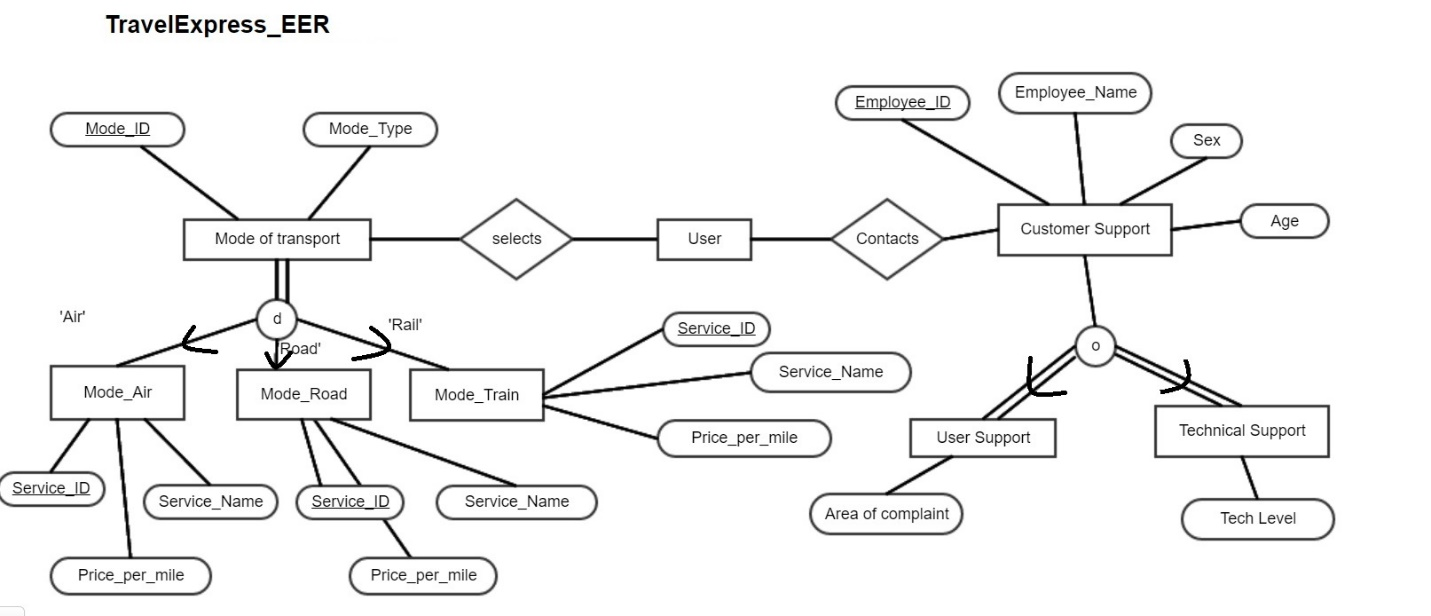 TravelExpress_EER
Mode_ID
Mode_Type
Employee_ID
Employee_Name
Sex
Age
Mode of transport
selects
User
Contacts
Customer Support
'Air'
d
Road'
'Rail'
o
Mode_Air
Mode_Road
Mode_Train
Service_ID
Service_Name
Price_per_mile
User Support
Technical Support
Service_ID
Service_Name
Price_per_mile
Service_ID
Service_Name
Price_per_mile
Area of complaint
Tech Level